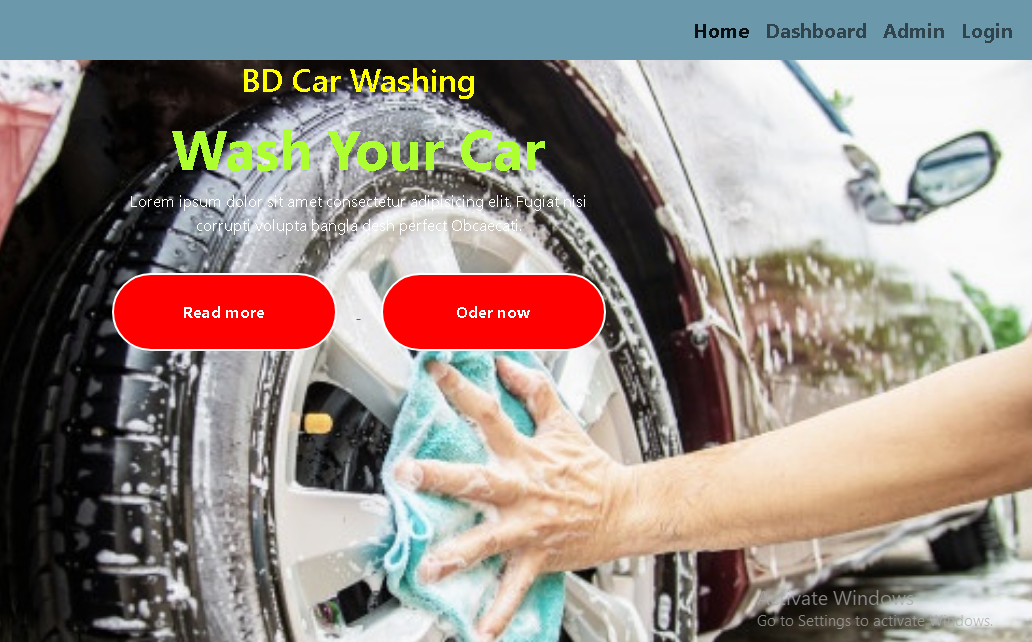 Home Dashboard Admin Login
BD Car Washing
Wash Your Car
Lorem ipsum dolor sit amet consectetur adipisicing elit. Fugiat nisi
corrupti volupta bangla desh perfect Obcaecati.
Read more - Oder now
Activate Windows
Go to Settings to activate Windows.